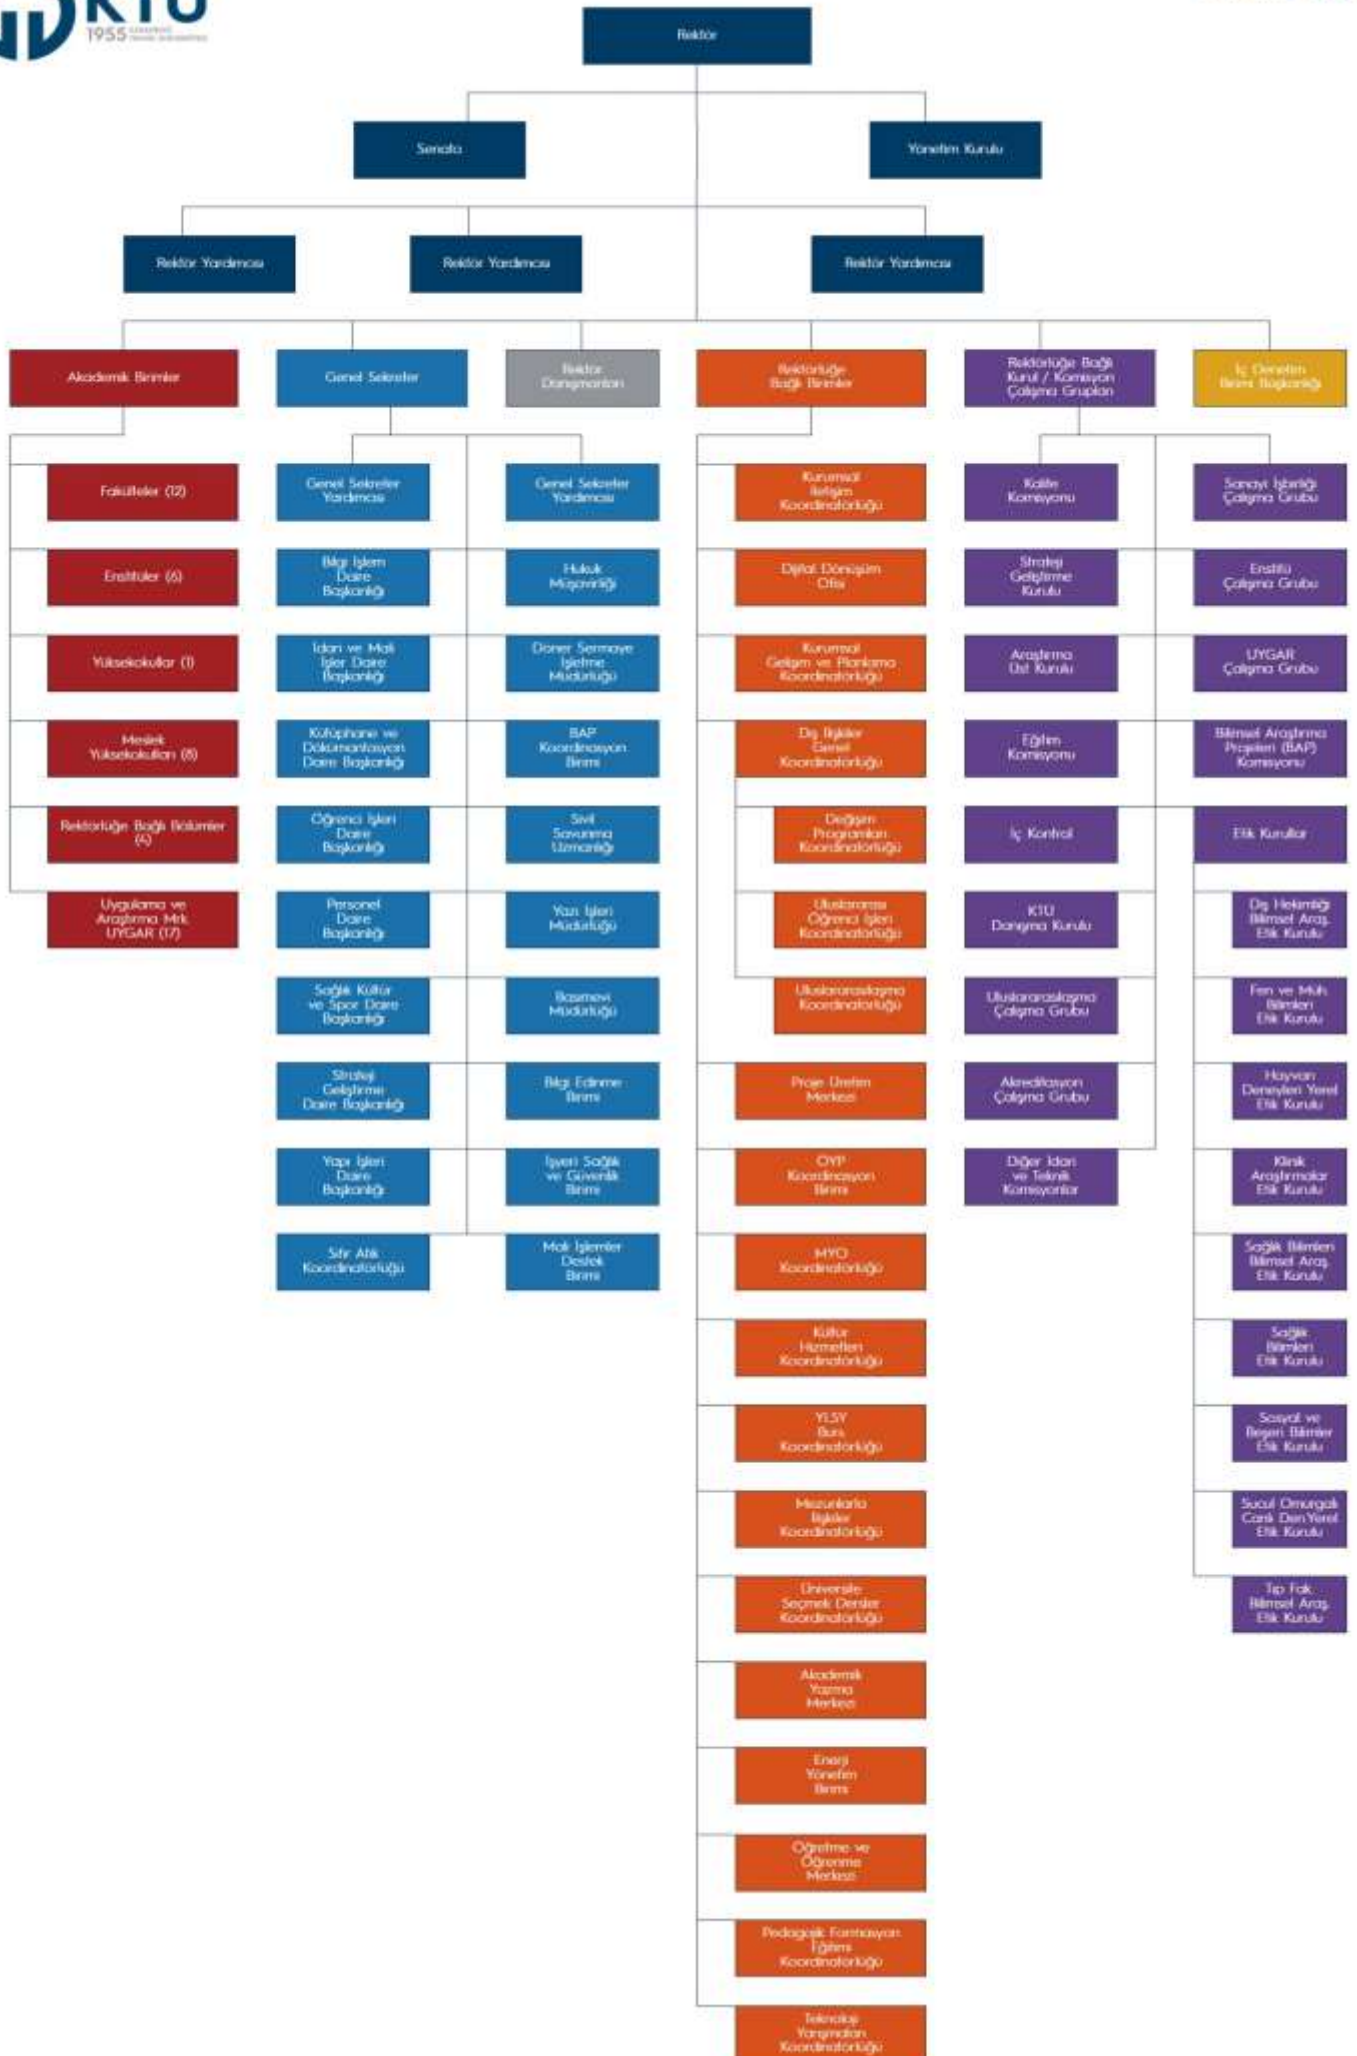 KTÜ
1955
Rektör
Senato
Yönetim Kurulu
Rektör Yardımcısı
Rektör Yardımcısı
Rektör Yardımcısı
Akademik Birimler
Genel Sekreter
Rektör
Danışmanları
Rektörlüğe
Bağlı Birimler
Rektörlüğe Bağlı
Kurul / Komisyon
Çalışma Grupları
İç Denetim
Birimi Başkanlığı
Fakülteler (12)
Enstitüler (6)
Yüksekokullar (1)
Meslek
Yüksekokulları (8)
Rektörlüğe Bağlı Bölümler
(4)
Uygulama ve
Araştırma Mrk.
UYGAR (17)
Genel Sekreter
Yardımcısı
Bilgi İşlem
Daire
Başkanlığı
İdari ve Mali
İşler Daire
Başkanlığı
Kütüphane ve
Dokümantasyon
Daire Başkanlığı
Öğrenci İşleri
Daire
Başkanlığı
Personel
Daire
Başkanlığı
Sağlık Kültür
ve Spor Daire
Başkanlığı
Strateji
Geliştirme
Daire Başkanlığı
Yapı İşleri
Daire
Başkanlığı
Sıfır Atık
Koordinatörlüğü
Genel Sekreter
Yardımcısı
Hukuk
Müşavirliği
Döner Sermaye
İşletme
Müdürlüğü
BAP
Koordinasyon
Birimi
Sivil
Savunma
Uzmanlığı
Yazı İşleri
Müdürlüğü
Basımevi
Müdürlüğü
Bilgi Edinme
Birimi
İşyeri Sağlık
ve Güvenlik
Birimi
Mali İşlemler
Destek
Birimi
Kurumsal
İletişim
Koordinatörlüğü
Dijital Dönüşüm
Ofisi
Kurumsal
Gelişim ve Planlama
Koordinatörlüğü
Dış İlişkiler
Genel
Koordinatörlüğü
Değişim
Programları
Koordinatörlüğü
Uluslararası
Öğrenci İşleri
Koordinatörlüğü
Uluslararasılaşma
Koordinatörlüğü
Proje Üretim
Merkezi
ÖYP
Koordinasyon
Birimi
MYO
Koordinatörlüğü
Kültür
Hizmetleri
Koordinatörlüğü
YLSY
Burs
Koordinatörlüğü
Mezunlarla
İlişkiler
Koordinatörlüğü
Üniversite
Seçmeli Dersler
Koordinatörlüğü
Akademik
Yazma
Merkezi
Enerji
Yönetim
Birimi
Öğretme ve
Öğrenme
Merkezi
Pedagojik Formasyon
Eğitimi
Koordinatörlüğü
Teknoloji
Yarışmaları
Koordinatörlüğü
Kalite
Komisyonu
Strateji
Geliştirme
Kurulu
Araştırma
Üst Kurulu
Eğitim
Komisyonu
İç Kontrol
KTÜ
Danışma Kurulu
Uluslararasılaşma
Çalışma Grubu
Akreditasyon
Çalışma Grubu
Diğer İdari
ve Teknik
Komisyonlar
Sanayi İşbirliği
Çalışma Grubu
Enstitü
Çalışma Grubu
UYGAR
Çalışma Grubu
Bilimsel Araştırma
Projeleri (BAP)
Komisyonu
Etik Kurullar
Diş Hekimliği
Bilimsel Araş.
Etik Kurulu
Fen ve Müh.
Bilimleri
Etik Kurulu
Hayvan
Deneyleri Yerel
Etik Kurulu
Klinik
Araştırmalar
Etik Kurulu
Sağlık Bilimleri
Bilimsel Araş.
Etik Kurulu
Sağlık
Bilimleri
Etik Kurulu
Sosyal ve
Beşeri Bilimler
Etik Kurulu
Sucul Omurgalı
Canlı Den.Yerel
Etik Kurulu
Tıp Fak.
Bilimsel Araş.
Etik Kurulu